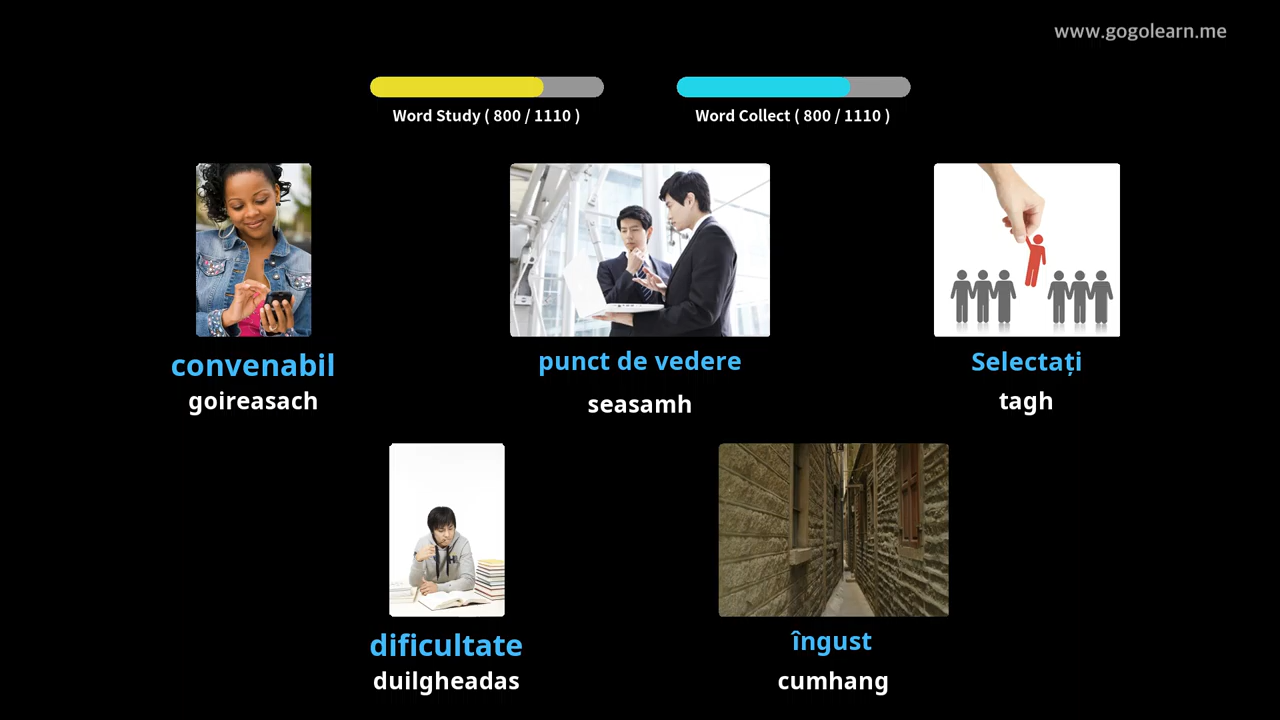 www.gogolearn.me
Word Study ( 800 / 1110 )
Word Collect ( 800 / 1110 )
convenabil
goireasach
punct de vedere
seasamh
Selectați
tagh
dificultate
duilgheadas
îngust
cumhang